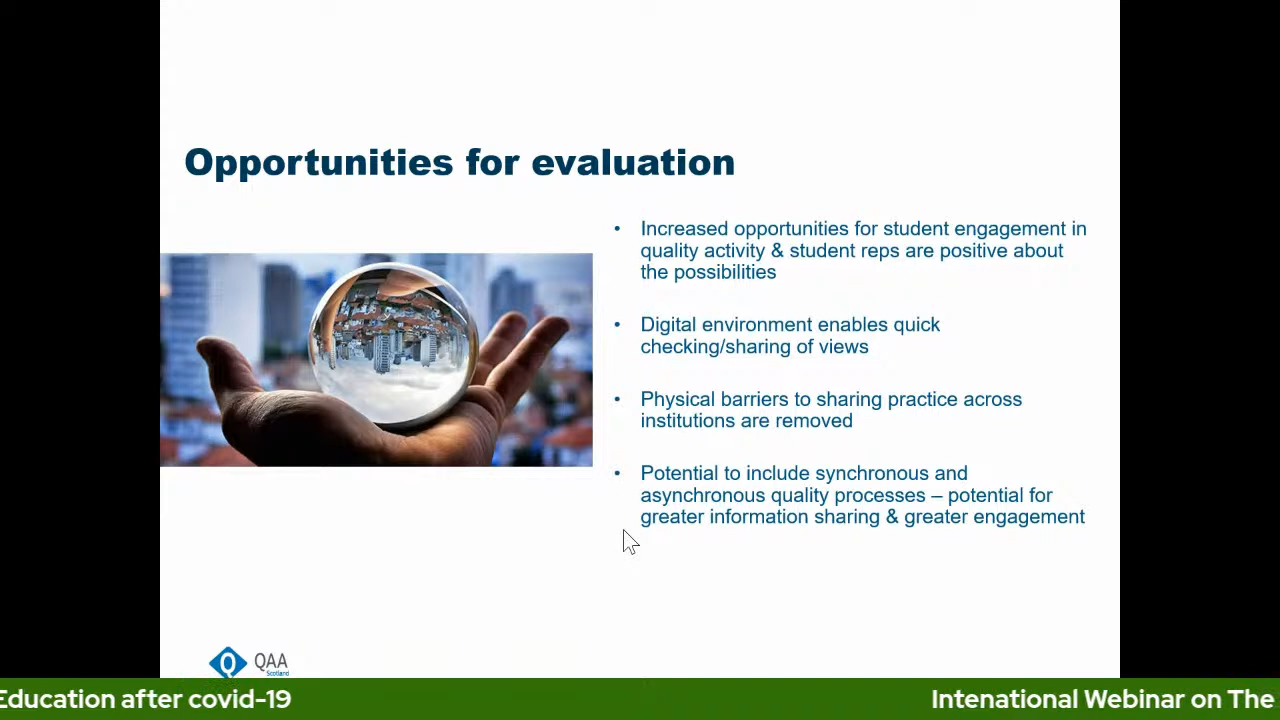 Opportunities for evaluation
• Increased opportunities for student engagement in
quality activity & student reps are positive about
the possibilities
• Digital environment enables quick
checking/sharing of views
• Physical barriers to sharing practice across
institutions are removed
• Potential to include synchronous and
asynchronous quality processes – potential for
greater information sharing & greater engagement
QAA
Scotland
Education after covid-19
Intenational Webinar on The